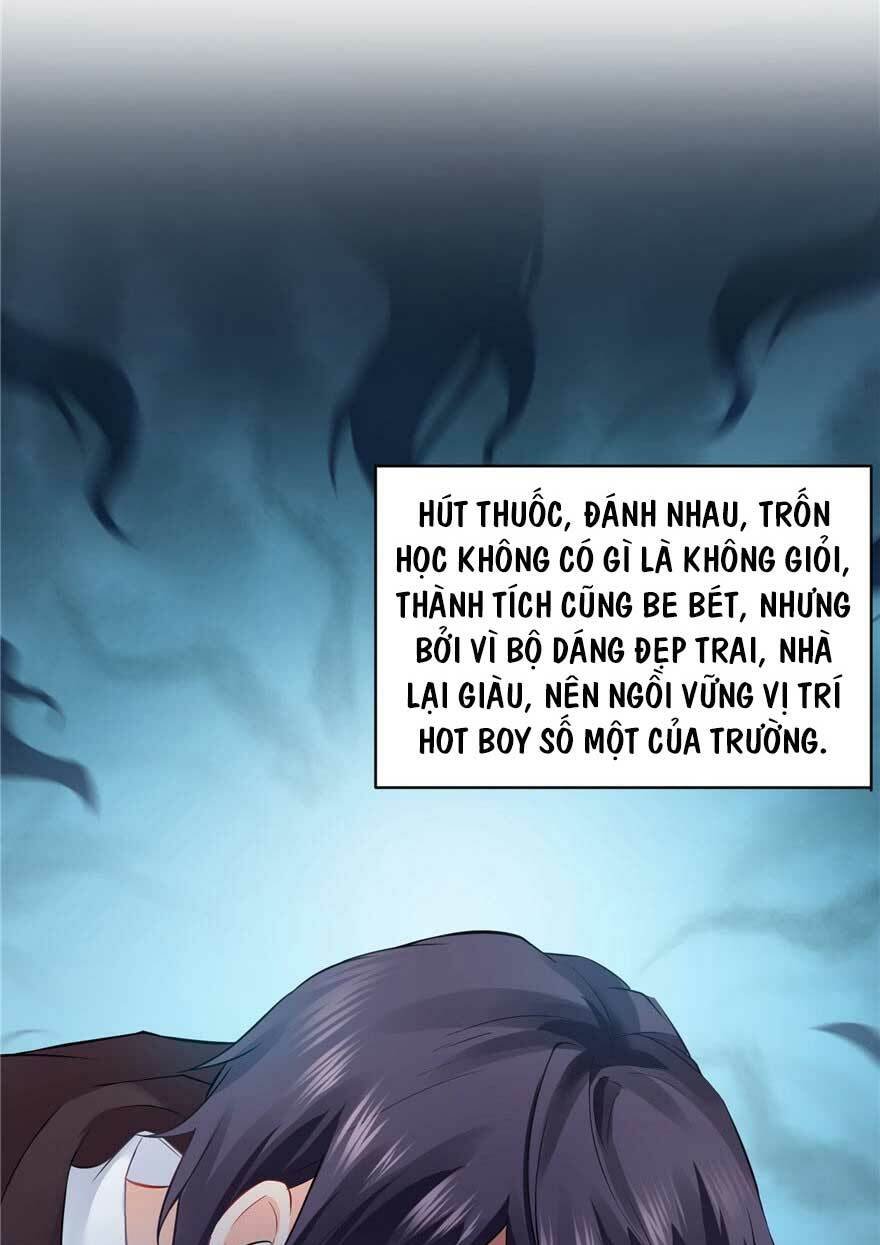 HÚT THUỐC, ĐÁNH NHAU, TRỐN
HỌC KHÔNG CÓ GÌ LÀ KHÔNG GIỎI,
THÀNH TÍCH CŨNG BE BÉT, NHƯNG
BỞI VÌ BỘ DÁNG ĐẸP TRAI, NHÀ
LẠI GIÀU, NÊN NGỒI VỮNG VỊ TRÍ
HOT BOY SỐ MỘT CỦA TRƯỜNG.